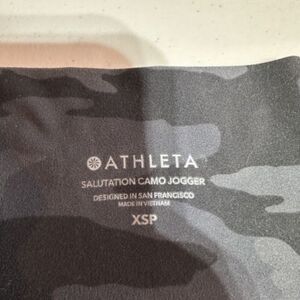 ATHLETA
SALUTATION CAMO JOGGER
DESIGNED IN SAN FRANCISCO
MADE IN VIETNAM
XSP